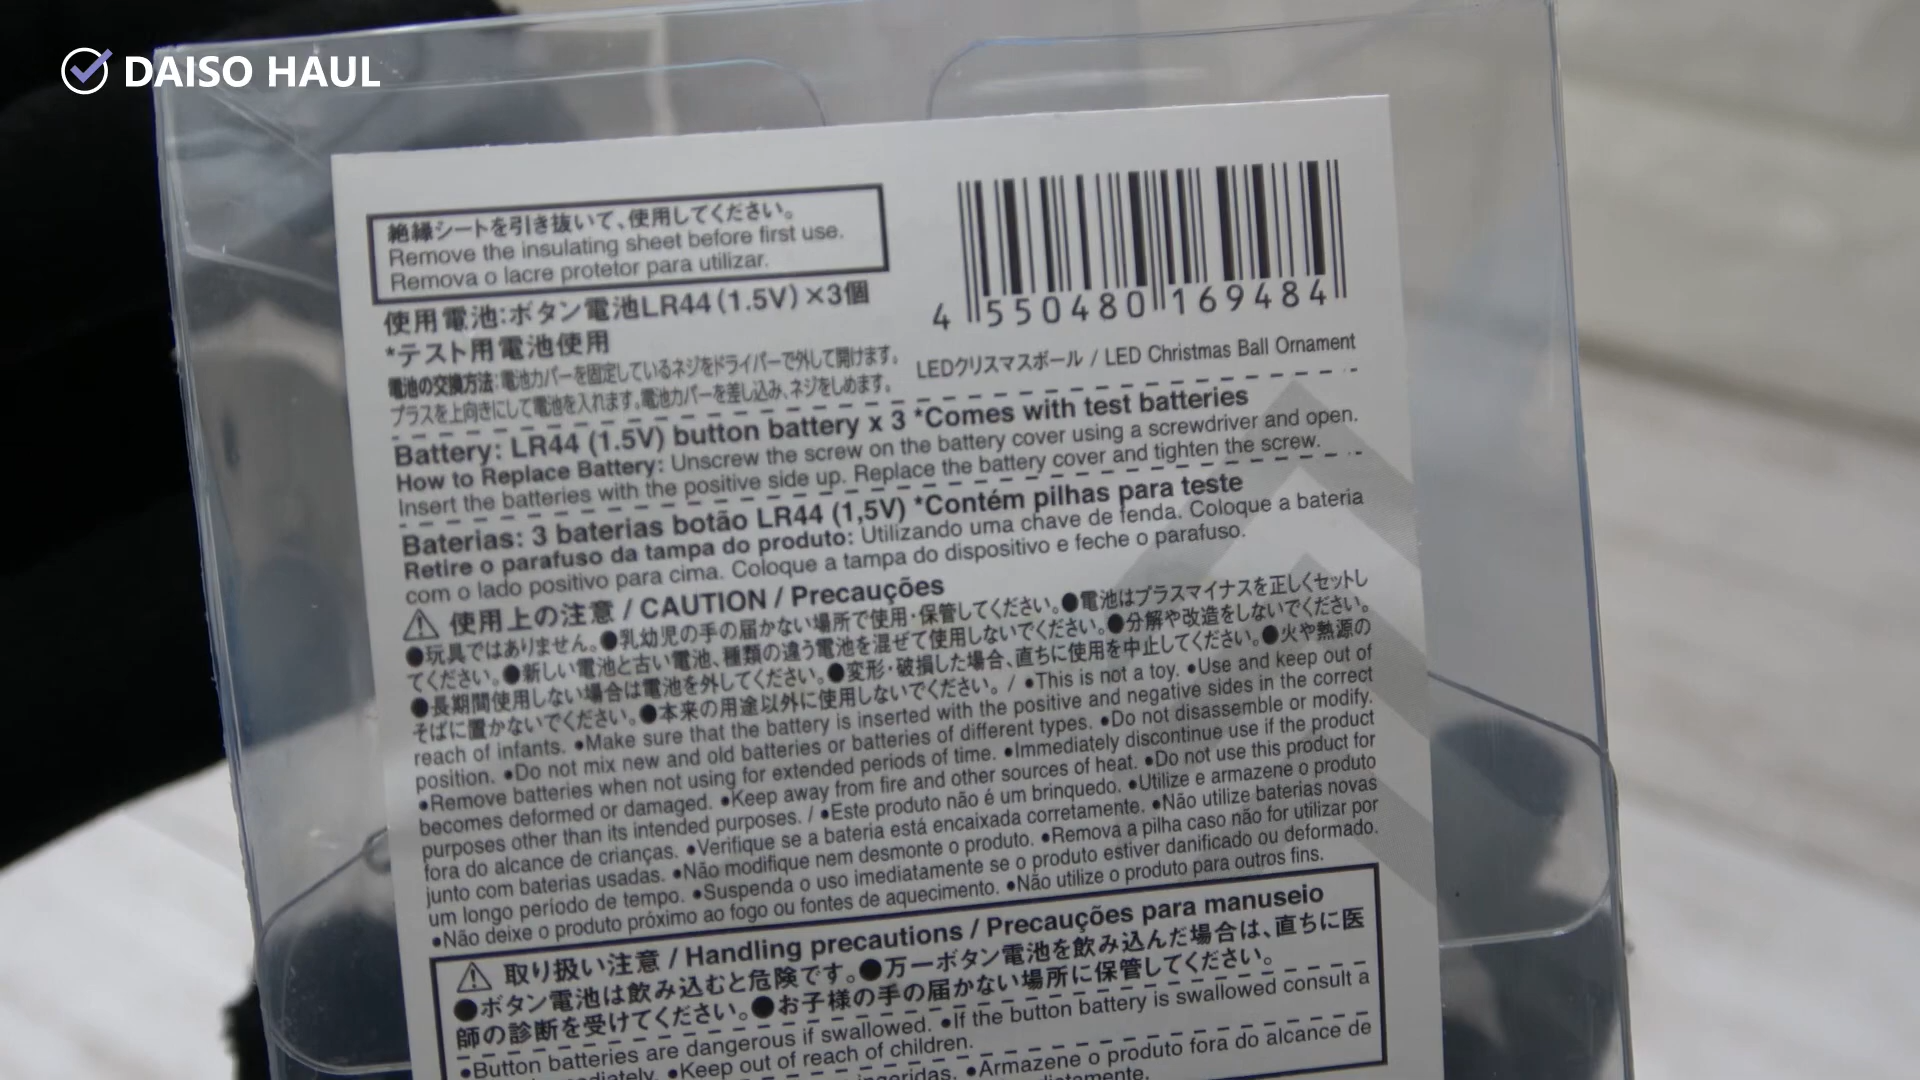 DAISO HAUL
絶縁シートを引き抜いて、使用してください。
Remove the insulating sheet before first use.
Remova o lacre protetor para utilizar.
使用電池:ボタン電池LR44(1.5V)×3個
*テスト用電池使用
電池の交換方法:電池カバーを固定しているネジをドライバーで外して開けます。
プラスを上向きにして電池を入れます。電池カバーを差し込み、ネジをしめます。
4 550480 169484
LEDクリスマスボール / LED Christmas Ball Ornament
Battery: LR44 (1.5V) button battery x 3 *Comes with test batteries
How to Replace Battery: Unscrew the screw on the battery cover using a screwdriver and open.
Insert the batteries with the positive side up. Replace the battery cover and tighten the screw.
Baterias: 3 baterias botão LR44 (1,5V) *Contém pilhas para teste
Retire o parafuso da tampa do produto: Utilizando uma chave de fenda. Coloque a bateria
com o lado positivo para cima. Coloque a tampa do dispositivo e feche o parafuso.
⚠ 使用上の注意 / CAUTION / Precauções
●玩具ではありません。●乳幼児の手の届かない場所で使用・保管してください。●電池はプラスマイナスを正しくセットし
てください。●新しい電池と古い電池、種類の違う電池を混ぜて使用しないでください。●分解や改造をしないでください。
●長期間使用しない場合は電池を外してください。●変形・破損した場合、直ちに使用を中止してください。●火や熱源の
そばに置かないでください。●本来の用途以外に使用しないでください。 / •This is not a toy. •Use and keep out of
reach of infants. •Make sure that the battery is inserted with the positive and negative sides in the correct
position. •Do not mix new and old batteries or batteries of different types. •Do not disassemble or modify.
•Remove batteries when not using for extended periods of time. •Immediately discontinue use if the product
becomes deformed or damaged. •Keep away from fire and other sources of heat. •Do not use this product for
purposes other than its intended purposes. / •Este produto não é um brinquedo. •Utilize e armazene o produto
fora do alcance de crianças. •Verifique se a bateria está encaixada corretamente. •Não utilize baterias novas
junto com baterias usadas. •Não modifique nem desmonte o produto. •Remova a pilha caso não for utilizar por
um longo período de tempo. •Suspenda o uso imediatamente se o produto estiver danificado ou deformado.
•Não deixe o produto próximo ao fogo ou fontes de aquecimento. •Não utilize o produto para outros fins.
⚠ 取り扱い注意 / Handling precautions / Precauções para manuseio
●ボタン電池は飲み込むと危険です。●万一ボタン電池を飲み込んだ場合は、直ちに医
師の診断を受けてください。●お子様の手の届かない場所に保管してください。
•Button batteries are dangerous if swallowed. •If the button battery is swallowed consult a
•Keep out of reach of children.
•Armazene o produto fora do alcance de